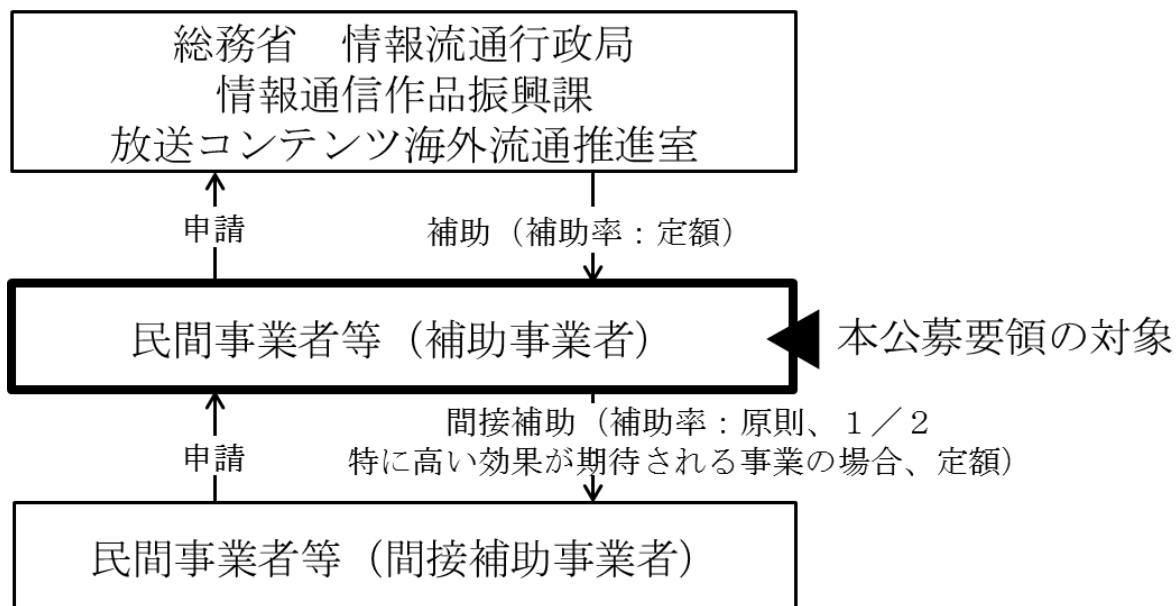 総務省　情報流通行政局
情報通信作品振興課
放送コンテンツ海外流通推進室
申請
補助（補助率：定額）
民間事業者等（補助事業者）
本公募要領の対象
間接補助（補助率：原則、１／２
特に高い効果が期待される事業の場合、定額）
申請
民間事業者等（間接補助事業者）